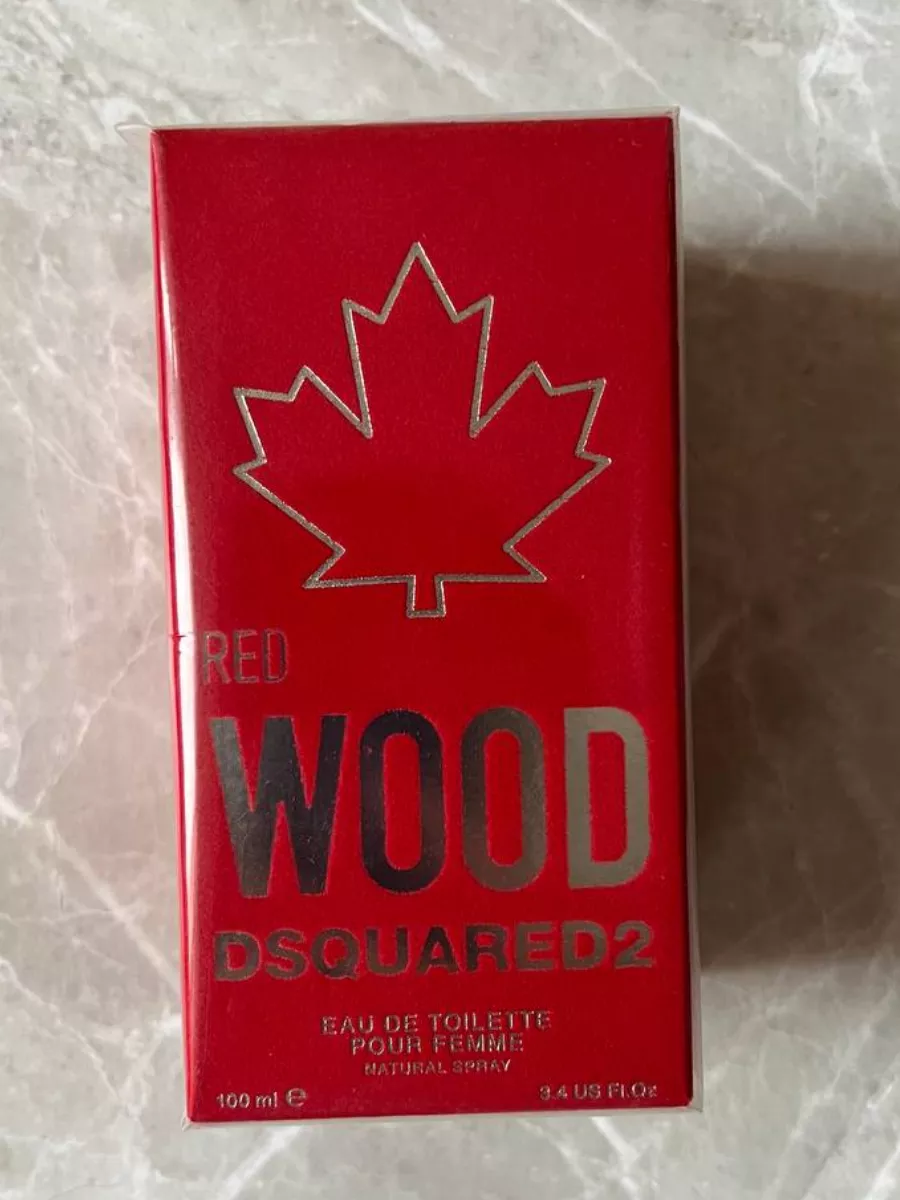 RED
WOOD
DSQUARED2
EAU DE TOILETTE
POUR FEMME
NATURAL SPRAY
100 ml ℮ 3.4 US Fl.Oz